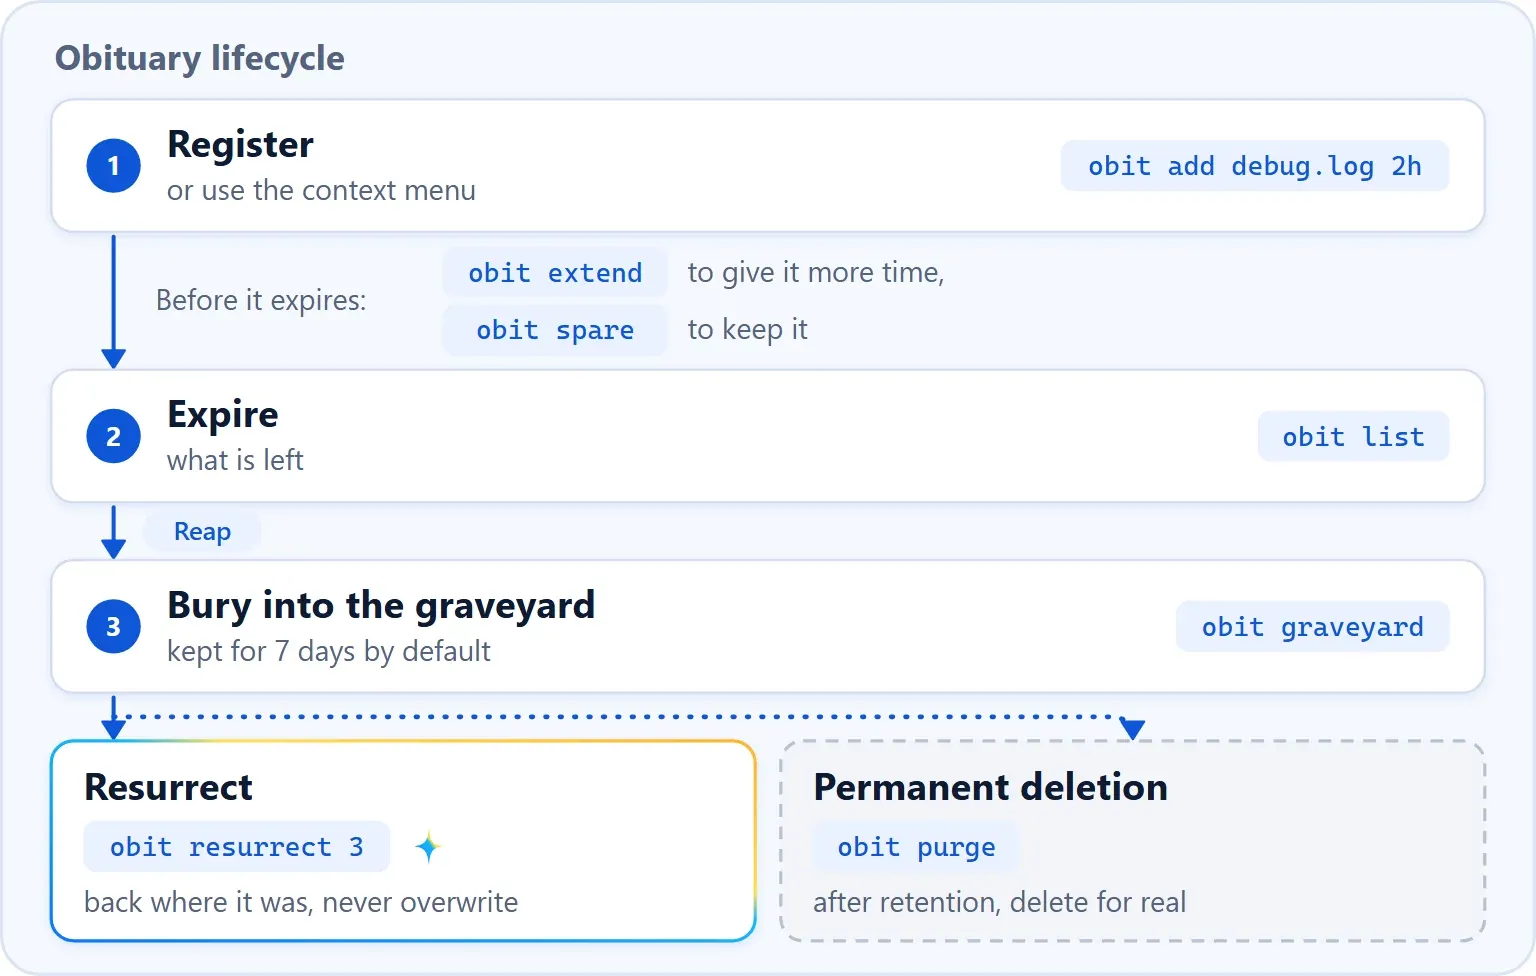 Obituary lifecycle
1
Register
or use the context menu
obit add debug.log 2h
Before it expires:
obit extend to give it more time,
obit spare to keep it
2
Expire
what is left
obit list
Reap
3
Bury into the graveyard
kept for 7 days by default
obit graveyard
Resurrect
obit resurrect 3
back where it was, never overwrite
Permanent deletion
obit purge
after retention, delete for real